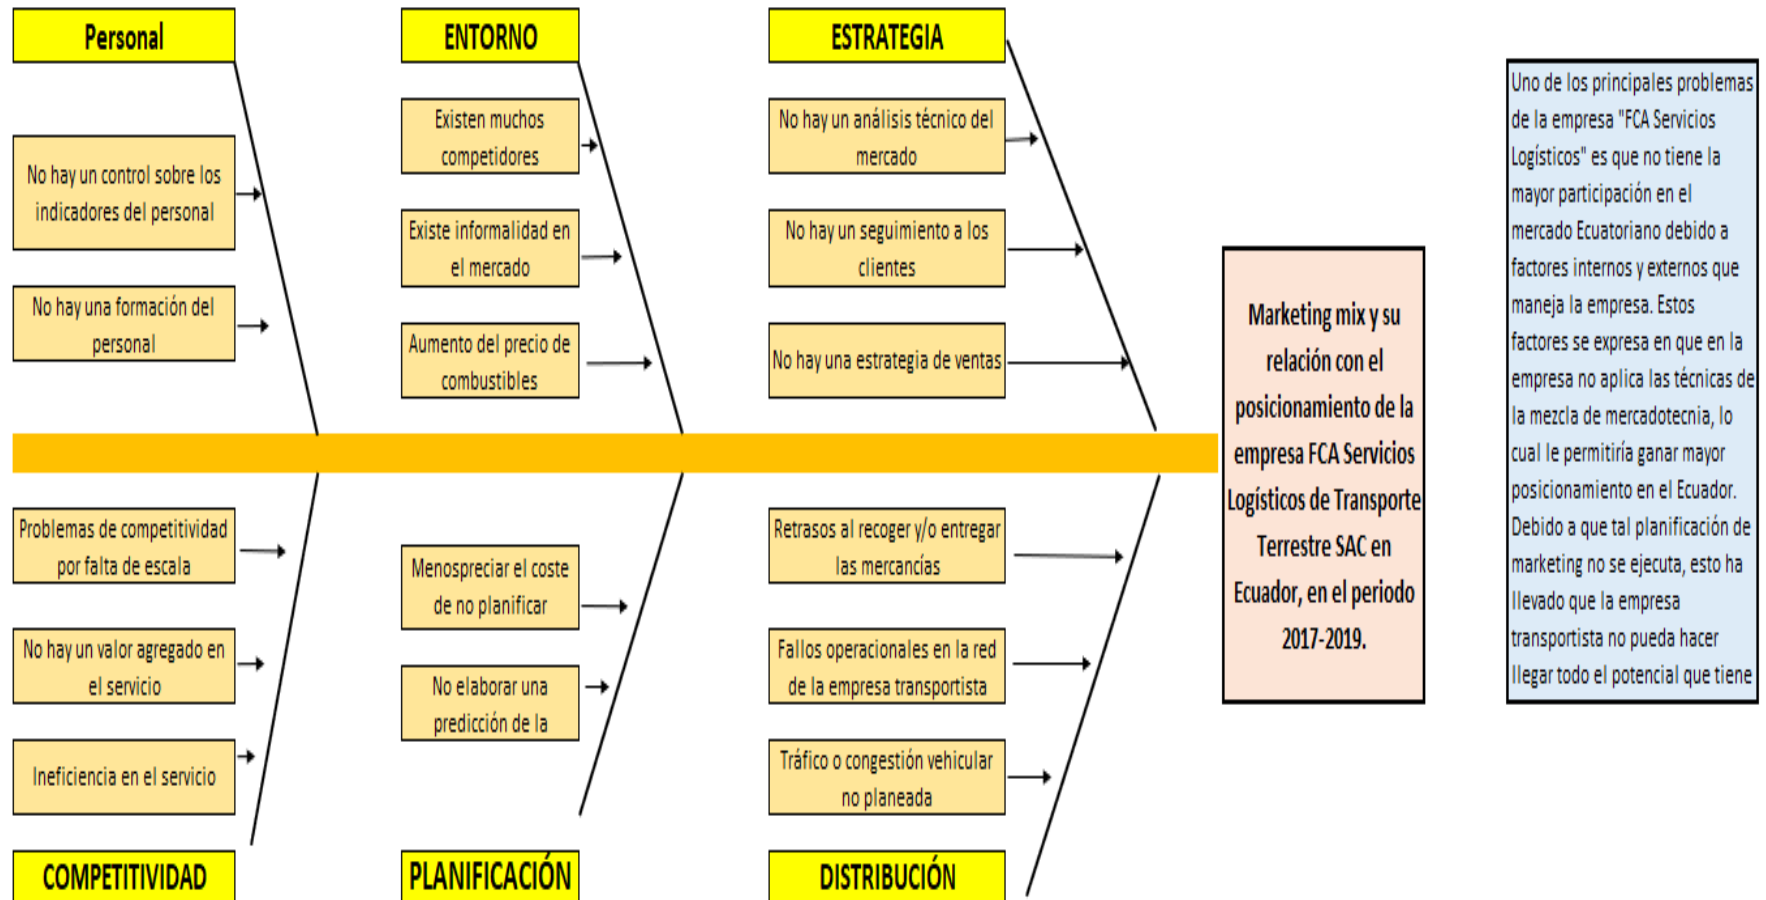 Personal
No hay un control sobre los
indicadores del personal
No hay una formación del
personal
ENTORNO
Existen muchos
competidores
Existe informalidad en
el mercado
Aumento del precio de
combustibles
ESTRATEGIA
No hay un análisis técnico del
mercado
No hay un seguimiento a los
clientes
No hay una estrategia de ventas
Problemas de competitividad
por falta de escala
No hay un valor agregado en
el servicio
Ineficiencia en el servicio
COMPETITIVIDAD
Menospreciar el coste
de no planificar
No elaborar una
predicción de la
PLANIFICACIÓN
Retrasos al recoger y/o entregar
las mercancías
Fallos operacionales en la red
de la empresa transportista
Tráfico o congestión vehicular
no planeada
DISTRIBUCIÓN
Marketing mix y su
relación con el
posicionamiento de la
empresa FCA Servicios
Logísticos de Transporte
Terrestre SAC en
Ecuador, en el periodo
2017-2019.
Uno de los principales problemas
de la empresa "FCA Servicios
Logísticos" es que no tiene la
mayor participación en el
mercado Ecuatoriano debido a
factores internos y externos que
maneja la empresa. Estos
factores se expresa en que en la
empresa no aplica las técnicas de
la mezcla de mercadotecnia, lo
cual le permitiría ganar mayor
posicionamiento en el Ecuador.
Debido a que tal planificación de
marketing no se ejecuta, esto ha
llevado que la empresa
transportista no pueda hacer
llegar todo el potencial que tiene